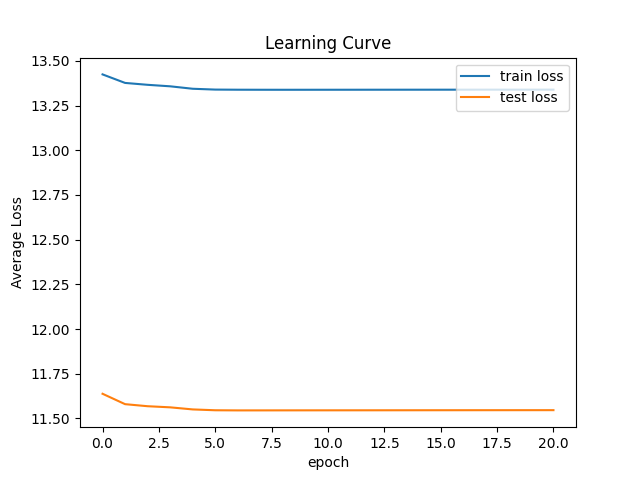 Learning Curve
train loss
test loss
Average Loss
13.50
13.25
13.00
12.75
12.50
12.25
12.00
11.75
11.50
0.0 2.5 5.0 7.5 10.0 12.5 15.0 17.5 20.0
epoch